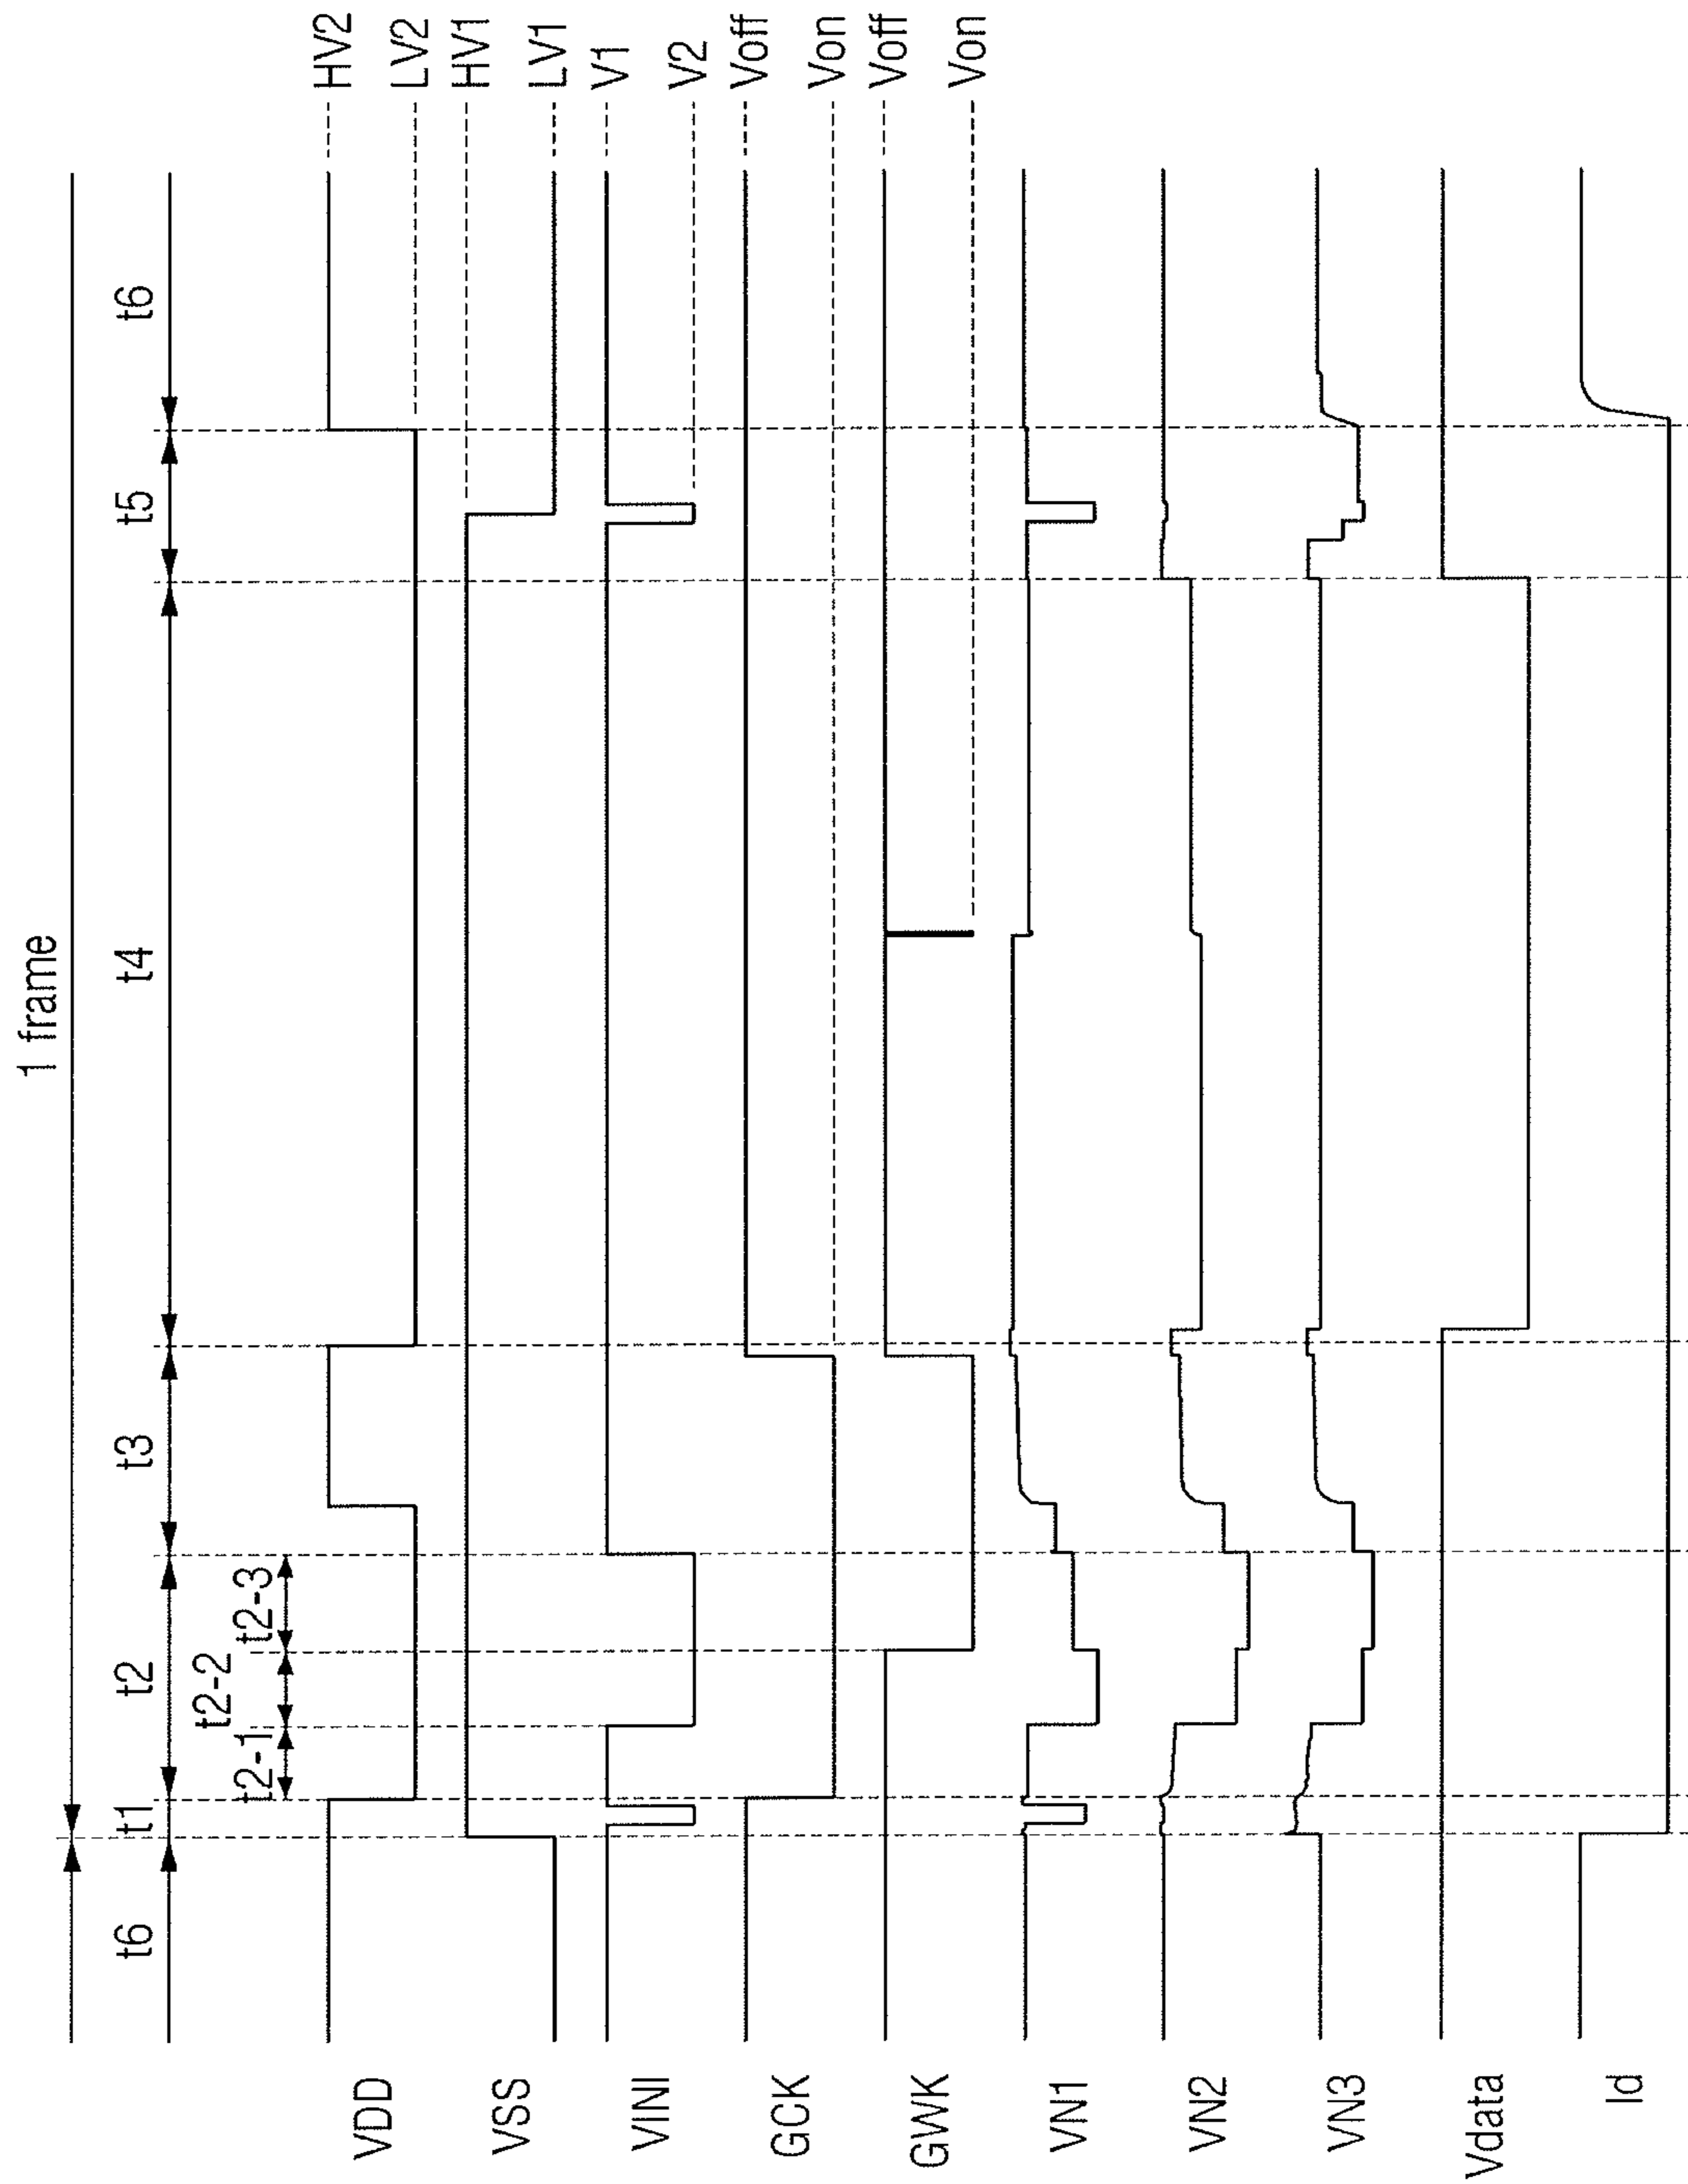 1 frame
t6
t1
t2
t3
t4
t5
t6
t2-1
t2-2
t2-3
VDD
HV2
LV2
VSS
HV1
LV1
VINI
V1
V2
GCK
Voff
Von
GWK
Voff
Von
VN1
VN2
VN3
Vdata
Id